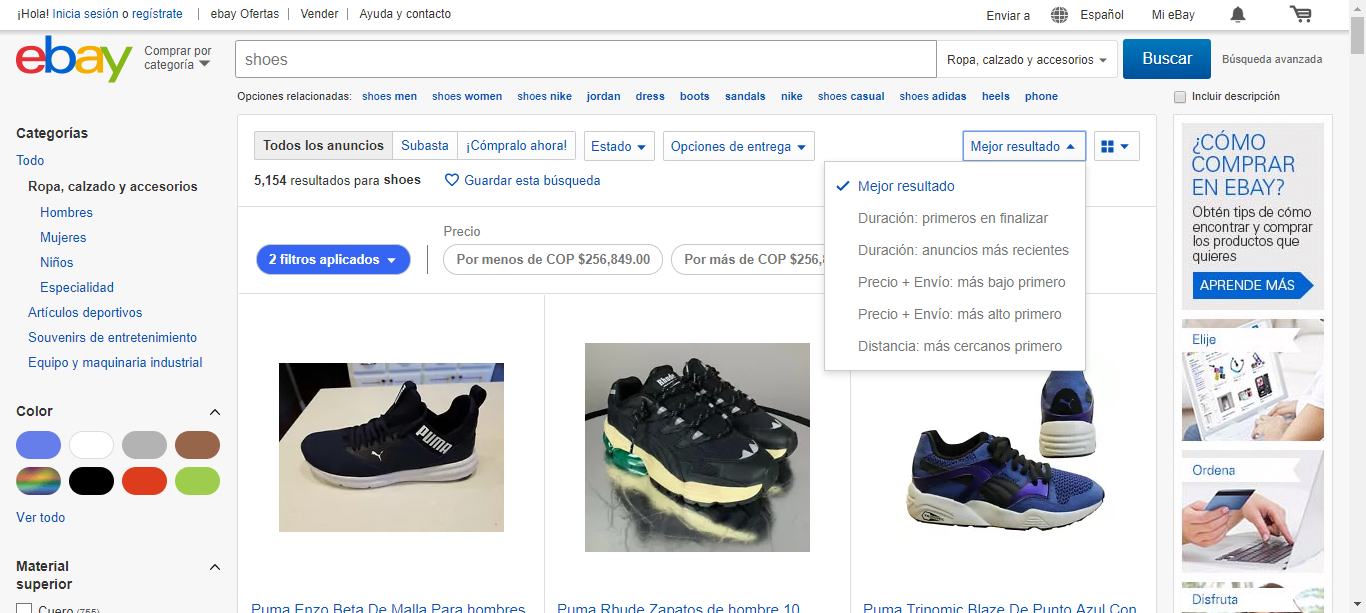 ¡Hola! Inicia sesión o regístrate
ebay Ofertas
Vender
Ayuda y contacto
Enviar a
Español
Mi eBay
ebay
Comprar por
categoría
shoes
Ropa, calzado y accesorios
Buscar
Búsqueda avanzada
Opciones relacionadas: shoes men shoes women shoes nike jordan dress boots sandals nike shoes casual shoes adidas heels phone
Incluir descripción
Categorías
Todo
Ropa, calzado y accesorios
Hombres
Mujeres
Niños
Especialidad
Artículos deportivos
Souvenirs de entretenimiento
Equipo y maquinaria industrial
Color
Ver todo
Material
superior
Cuero (755)
Todos los anuncios
Subasta
¡Cómpralo ahora!
Estado
Opciones de entrega
Mejor resultado
5,154 resultados para shoes
Guardar esta búsqueda
Mejor resultado
Duración: primeros en finalizar
Duración: anuncios más recientes
Precio + Envío: más bajo primero
Precio + Envío: más alto primero
Distancia: más cercanos primero
Precio
2 filtros aplicados
Por menos de COP $256,849.00
Por más de COP $256,8
PUMA
Rhude
Puma Enzo Beta De Malla Para hombres
Puma Rhude Zapatos de hombre 10
Puma Trinomic Blaze De Punto Azul Con
¿CÓMO
COMPRAR
EN EBAY?
Obtén tips de cómo
encontrar y comprar
los productos que
quieres
APRENDE MÁS
Elije
Ordena
Disfruta